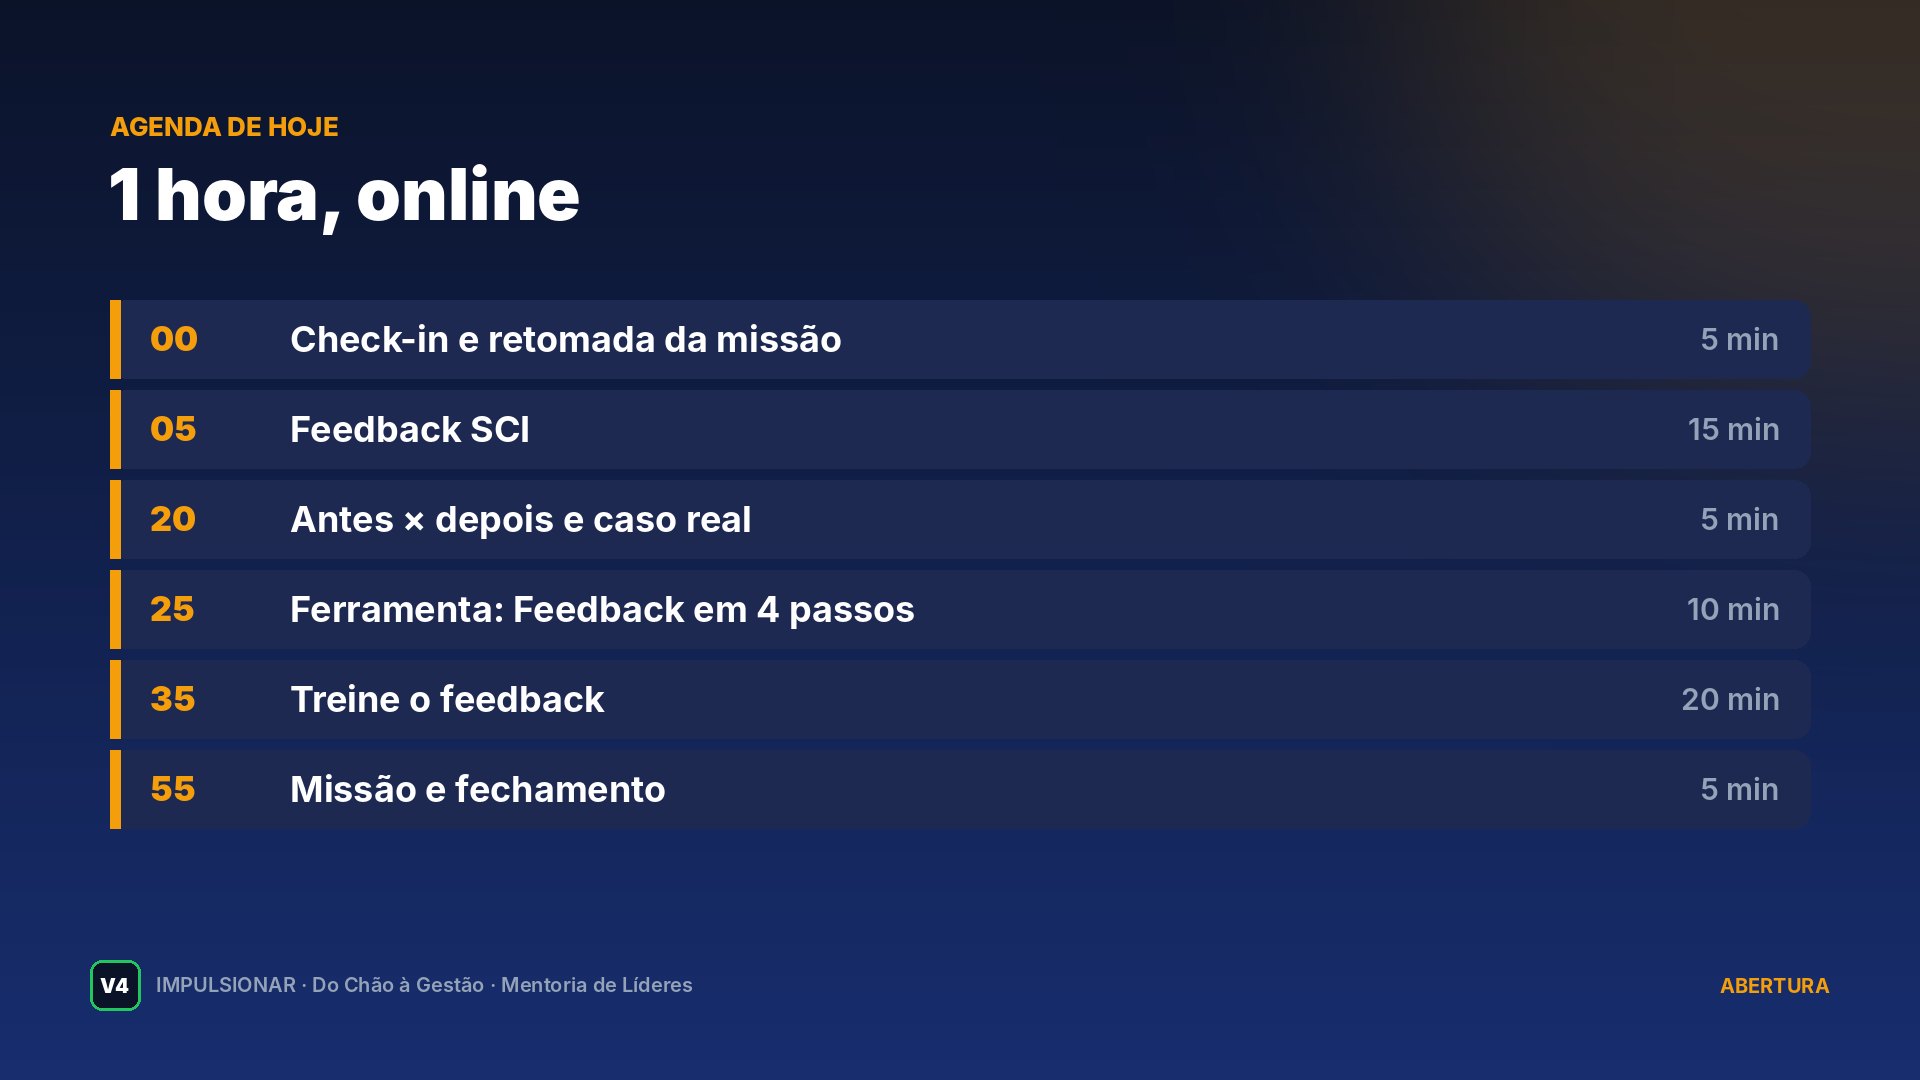 AGENDA DE HOJE
1 hora, online
00 Check-in e retomada da missão 5 min
05 Feedback SCI 15 min
20 Antes × depois e caso real 5 min
25 Ferramenta: Feedback em 4 passos 10 min
35 Treine o feedback 20 min
55 Missão e fechamento 5 min
V4 IMPULSIONAR · Do Chão à Gestão · Mentoria de Líderes ABERTURA